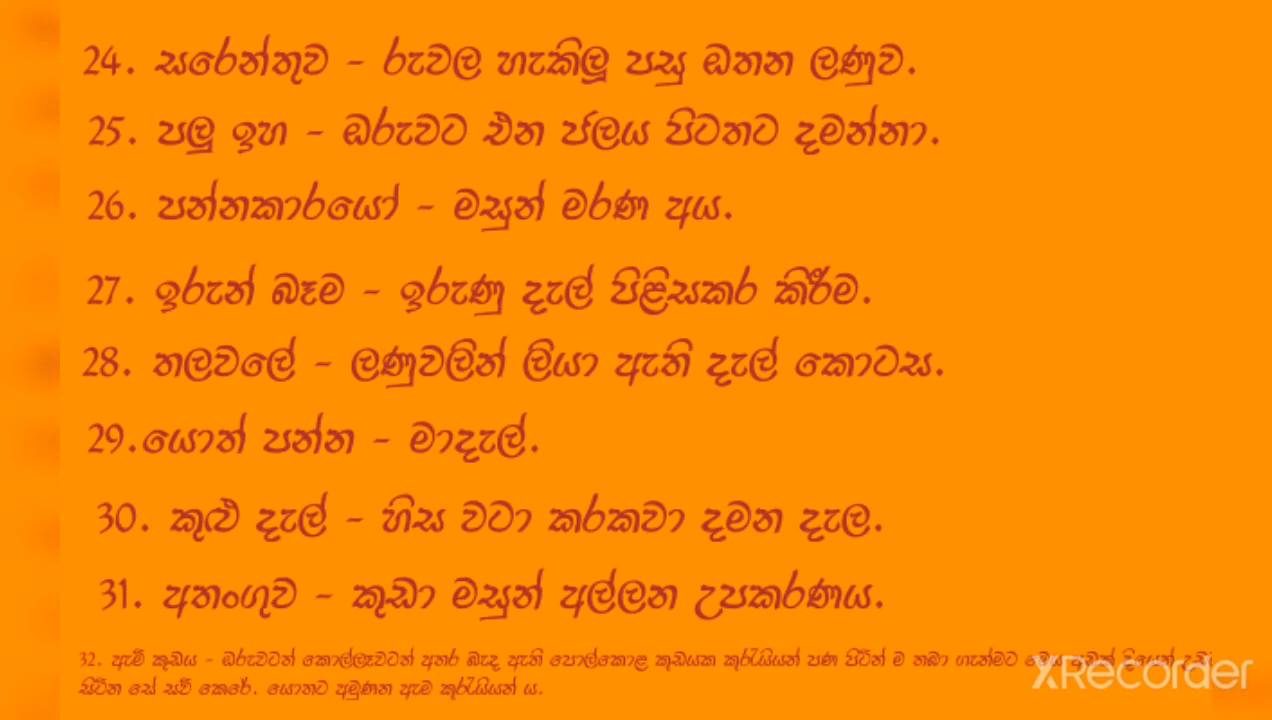 24. සරෙන්තුව - රුවල හැකිලූ පසු ඔතන ලණුව.
25. පලු ඉහ - ඔරුවට එන ජලය පිටතට දමන්නා.
26. පන්නකාරයෝ - මසුන් මරණ අය.
27. ඉරුන් බෑම - ඉරුණු දැල් පිළිසකර කිරීම.
28. තලවලේ - ලණුවලින් ලියා ඇති දැල් කොටස.
29.යොත් පන්න - මාදැල්.
30. කුළු දැල් - හිස වටා කරකවා දමන දැල.
31. අතංගුව - කුඩා මසුන් අල්ලන උපකරණය.
32. ඇම් කූඩය - ඔරුවටත් කොල්ලෑවටත් අතර බැද ඇති පොල්කොළ කූඩයක කුරැයියන් පණ පිටින් ම තබා ගැන්මට
සිටින සේ සවි කෙරේ. යොතට අමුණන ඇම කුරැයියන් ය.
XRecorder